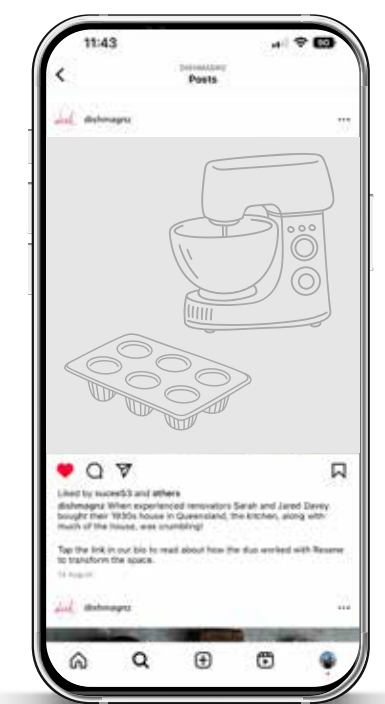 11:43
50
DISHMAGNZ
Posts
dishmagnz
Liked by and others
dishmagnz When experienced renovators Sarah and Jared Davey
bought their 1930s house in Queensland, the kitchen, along with
much of the house, was crumbling!
Tap the link in our bio to read about how the duo worked with Resene
to transform the space.
14 August
dishmagnz